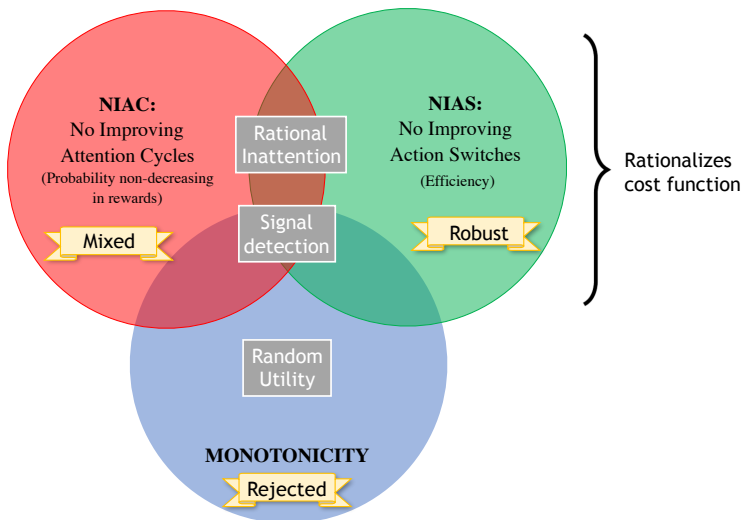 NIAC:
No Improving
Attention Cycles
(Probability non-decreasing
in rewards)
Mixed
Rational
Inattention
Signal
detection
NIAS:
No Improving
Action Switches
(Efficiency)
Robust
Rationalizes
cost function
Random
Utility
MONOTONICITY
Rejected